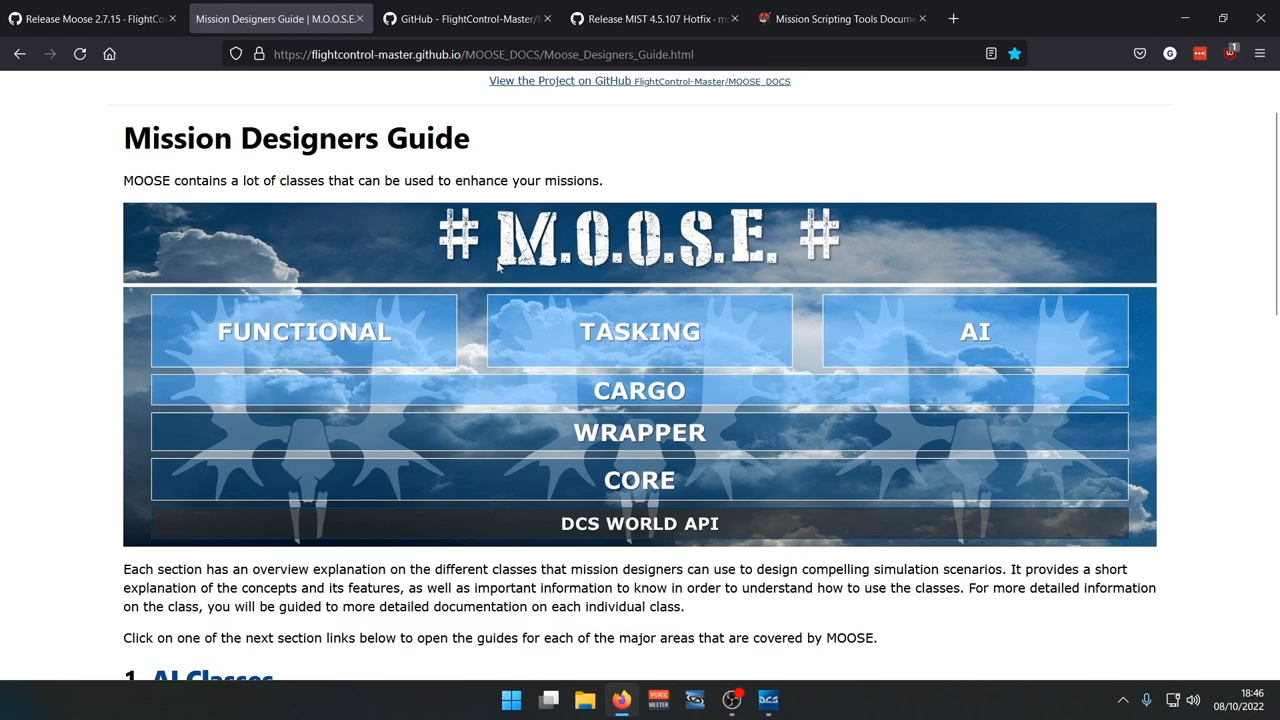 Release 2.7.15 · FlightCo
Mission Designers Guide | M.O.O.S.E.
GitHub - FlightControl-Master/
Release MIST 4.5.107 Hotfix · m
Mission Scripting Tools Docume
https://flightcontrol-master.github.io/MOOSE_DOCS/Moose_Designers_Guide.html
G
1
View the Project on GitHub FlightControl-Master/MOOSE_DOCS
Mission Designers Guide
MOOSE contains a lot of classes that can be used to enhance your missions.
# M.O.O.S.E. #
FUNCTIONAL
TASKING
AI
CARGO
WRAPPER
CORE
DCS WORLD API
Each section has an overview explanation on the different classes that mission designers can use to design compelling simulation scenarios. It provides a short
explanation of the concepts and its features, as well as important information to know in order to understand how to use the classes. For more detailed information
on the class, you will be guided to more detailed documentation on each individual class.
Click on one of the next section links below to open the guides for each of the major areas that are covered by MOOSE.
1. AI Classes
VOICE
MEETER
DCS
18:46
08/10/2022